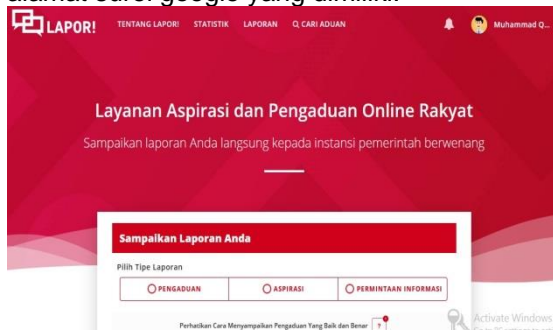 LAPOR!
TENTANG LAPOR! STATISTIK LAPORAN CARI ADUAN Muhammad Q...
Layanan Aspirasi dan Pengaduan Online Rakyat
Sampaikan laporan Anda langsung kepada instansi pemerintah berwenang
Sampaikan Laporan Anda
Pilih Tipe Laporan
PENGADUAN ASPIRASI PERMINTAAN INFORMASI
Perhatikan Cara Menyampaikan Pengaduan Yang Baik dan Benar ?
Activate Windows